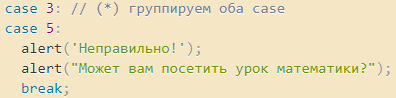 case 3: // (*) группируем оба case
case 5:
alert('Неправильно!');
alert("Может вам посетить урок математики?");
break;